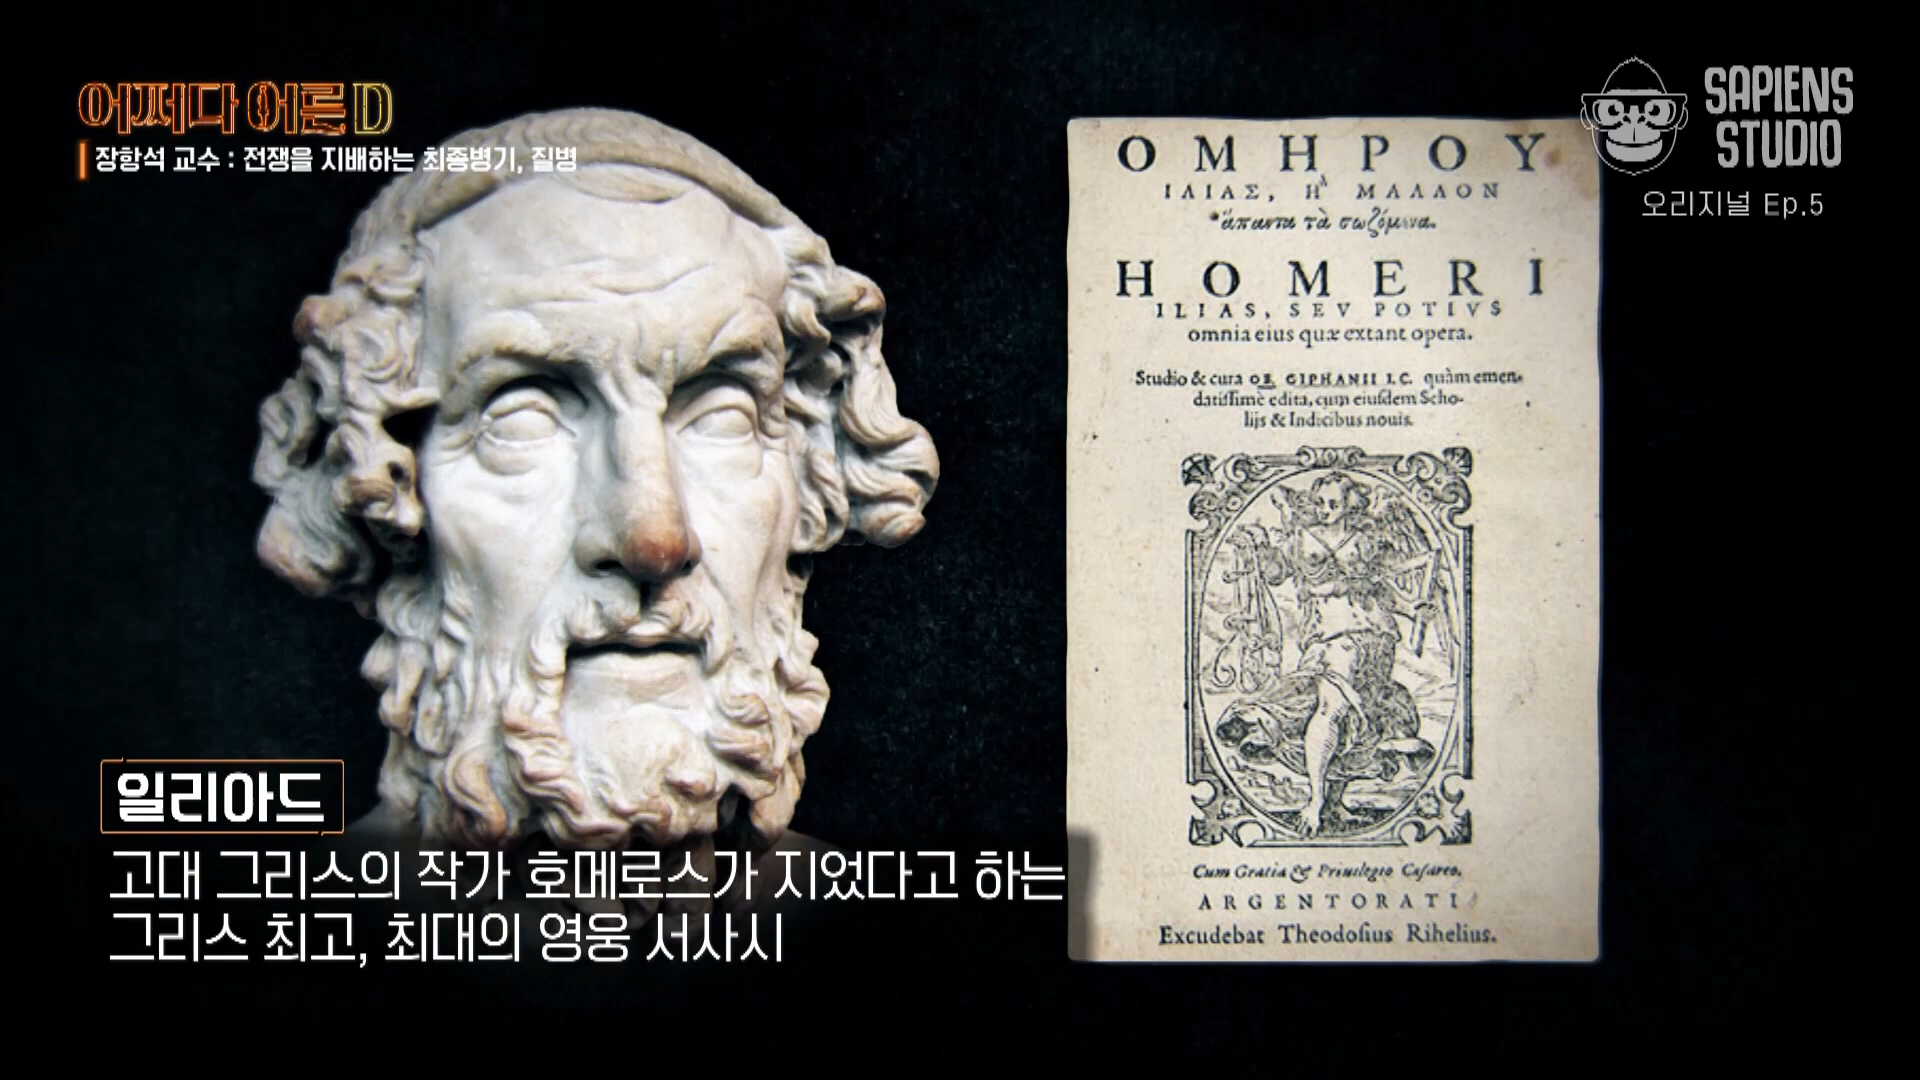 어쩌다 어른 D
장항석 교수 : 전쟁을 지배하는 최종병기, 질병
SAPIENS
STUDIO
오리지널 Ep.5
ΟΜΗΡΟΥ
ΙΛΙΑΣ, Η ΜΑΛΛΟΝ
ἅπαντα τὰ σωζόμενα.
HOMERI
ILIAS, SEV POTIVS
omnia eius quæ extant opera.
Studio & cura OB. GIPHANII I.C. quàm emen-
datissimè edita, cum eiusdem Scho-
lijs & Indicibus nouis.
Cum Gratia & Priuilegio Cæsareo.
ARGENTORATI
Excudebat Theodosius Rihelius.
일리아드
고대 그리스의 작가 호메로스가 지었다고 하는
그리스 최고, 최대의 영웅 서사시